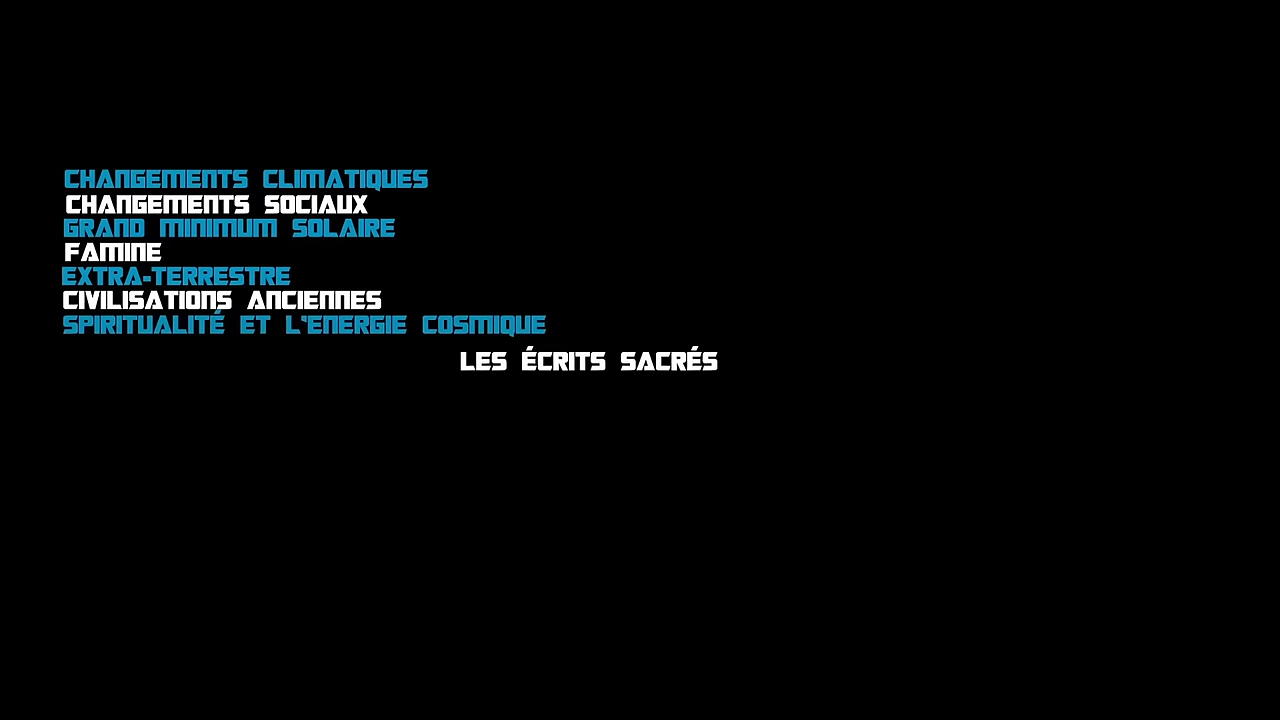 CHANGEMENTS CLIMATIQUES
CHANGEMENTS SOCIAUX
GRAND MINIMUM SOLAIRE
FAMINE
EXTRA-TERRESTRE
CIVILISATIONS ANCIENNES
SPIRITUALITÉ ET L'ENERGIE COSMIQUE
LES ÉCRITS SACRÉS